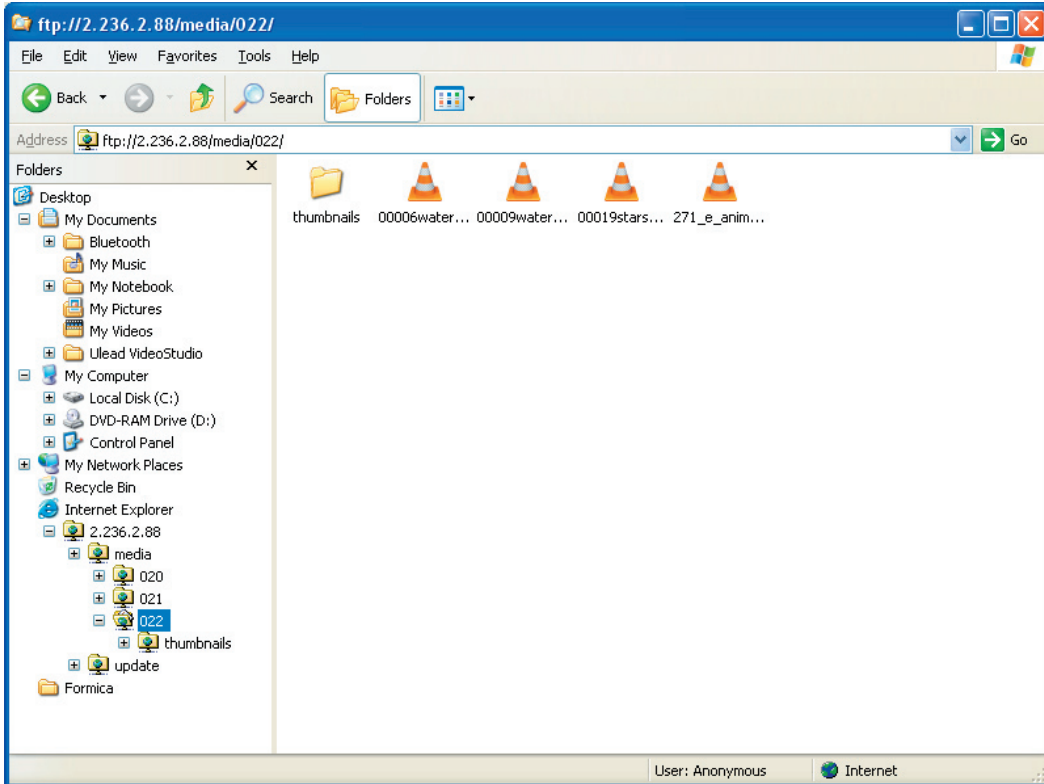 ftp://2.236.2.88/media/022/
File Edit View Favorites Tools Help
Back Search Folders
Address ftp://2.236.2.88/media/022/ Go
Folders x
Desktop
My Documents
Bluetooth
My Music
My Notebook
My Pictures
My Videos
Ulead VideoStudio
My Computer
Local Disk (C:)
DVD-RAM Drive (D:)
Control Panel
My Network Places
Recycle Bin
Internet Explorer
2.236.2.88
media
020
021
022
thumbnails
update
Formica
thumbnails 00006water... 00009water... 00019stars... 271_e_anim...
User: Anonymous Internet